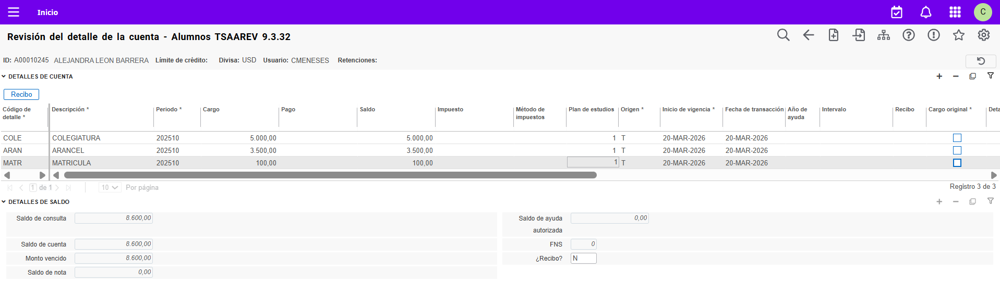 Inicio
C
Revisión del detalle de la cuenta - Alumnos TSAAREV 9.3.32
ID: A00010245 ALEJANDRA LEON BARRERA Límite de crédito: Divisa: USD Usuario: CMENESES Retenciones:
DETALLES DE CUENTA
Recibo
Código de detalle * Descripción * Periodo * Cargo Pago Saldo Impuesto Método de impuestos Plan de estudios Origen * Inicio de vigencia * Fecha de transacción Año de ayuda Intervalo Recibo Cargo original * Deta
COLE COLEGIATURA 202510 5.000,00 5.000,00 1 T 20-MAR-2026 20-MAR-2026
ARAN ARANCEL 202510 3.500,00 3.500,00 1 T 20-MAR-2026 20-MAR-2026
MATR MATRICULA 202510 100,00 100,00 1 T 20-MAR-2026 20-MAR-2026
1 de 1 10 Por página Registro 3 de 3
DETALLES DE SALDO
Saldo de consulta 8.600,00 Saldo de ayuda autorizada 0,00
Saldo de cuenta 8.600,00 FNS 0
Monto vencido 8.600,00 ¿Recibo? N
Saldo de nota 0,00